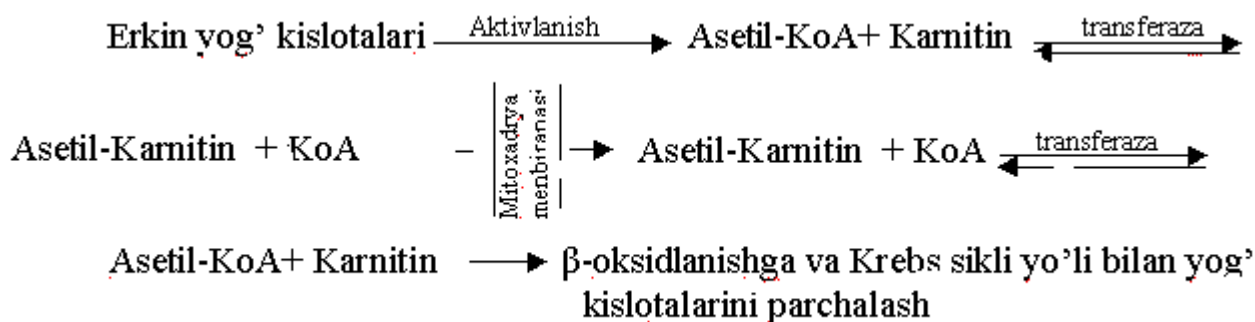 Erkin yog’ kislotalari Aktivlanish Asetil-KoA+ Karnitin transferaza
Asetil-Karnitin + KoA – Mitoxadrya menbiranasi Asetil-Karnitin + KoA transferaza
Asetil-KoA+ Karnitin β-oksidlanishga va Krebs sikli yo’li bilan yog’
kislotalarini parchalash